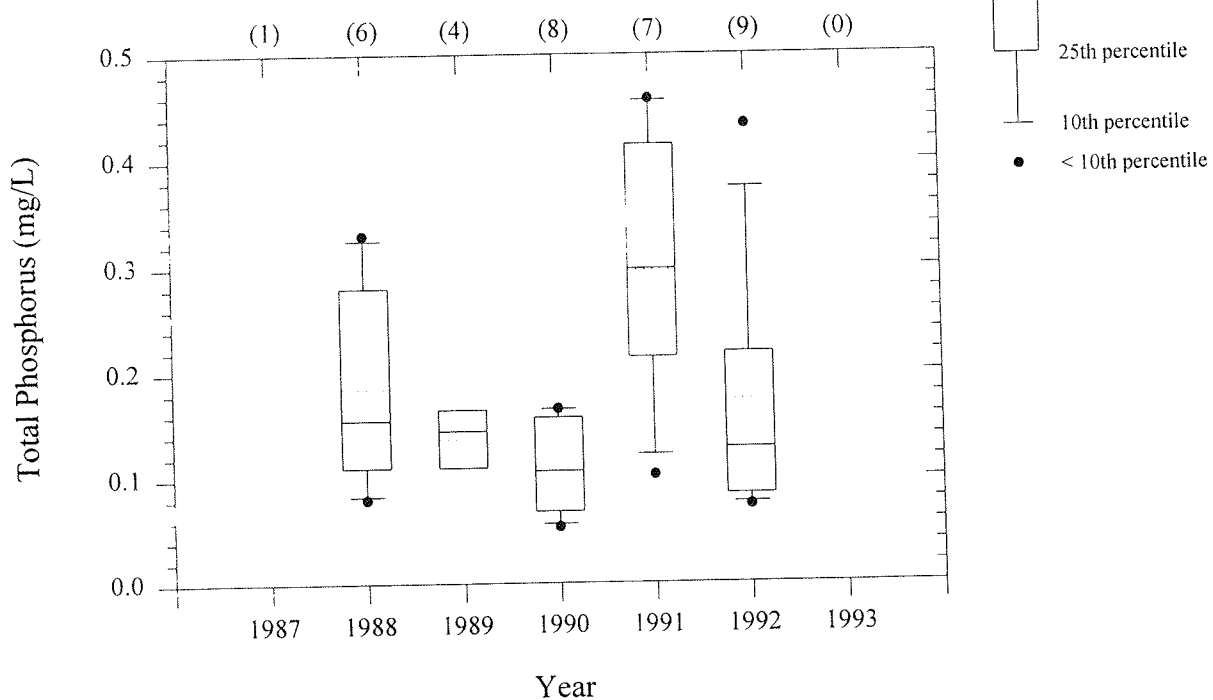 (1) (6) (4) (8) (7) (9) (0)
25th percentile
10th percentile
< 10th percentile
Total Phosphorus (mg/L)
0.5
0.4
0.3
0.2
0.1
0.0
1987 1988 1989 1990 1991 1992 1993
Year